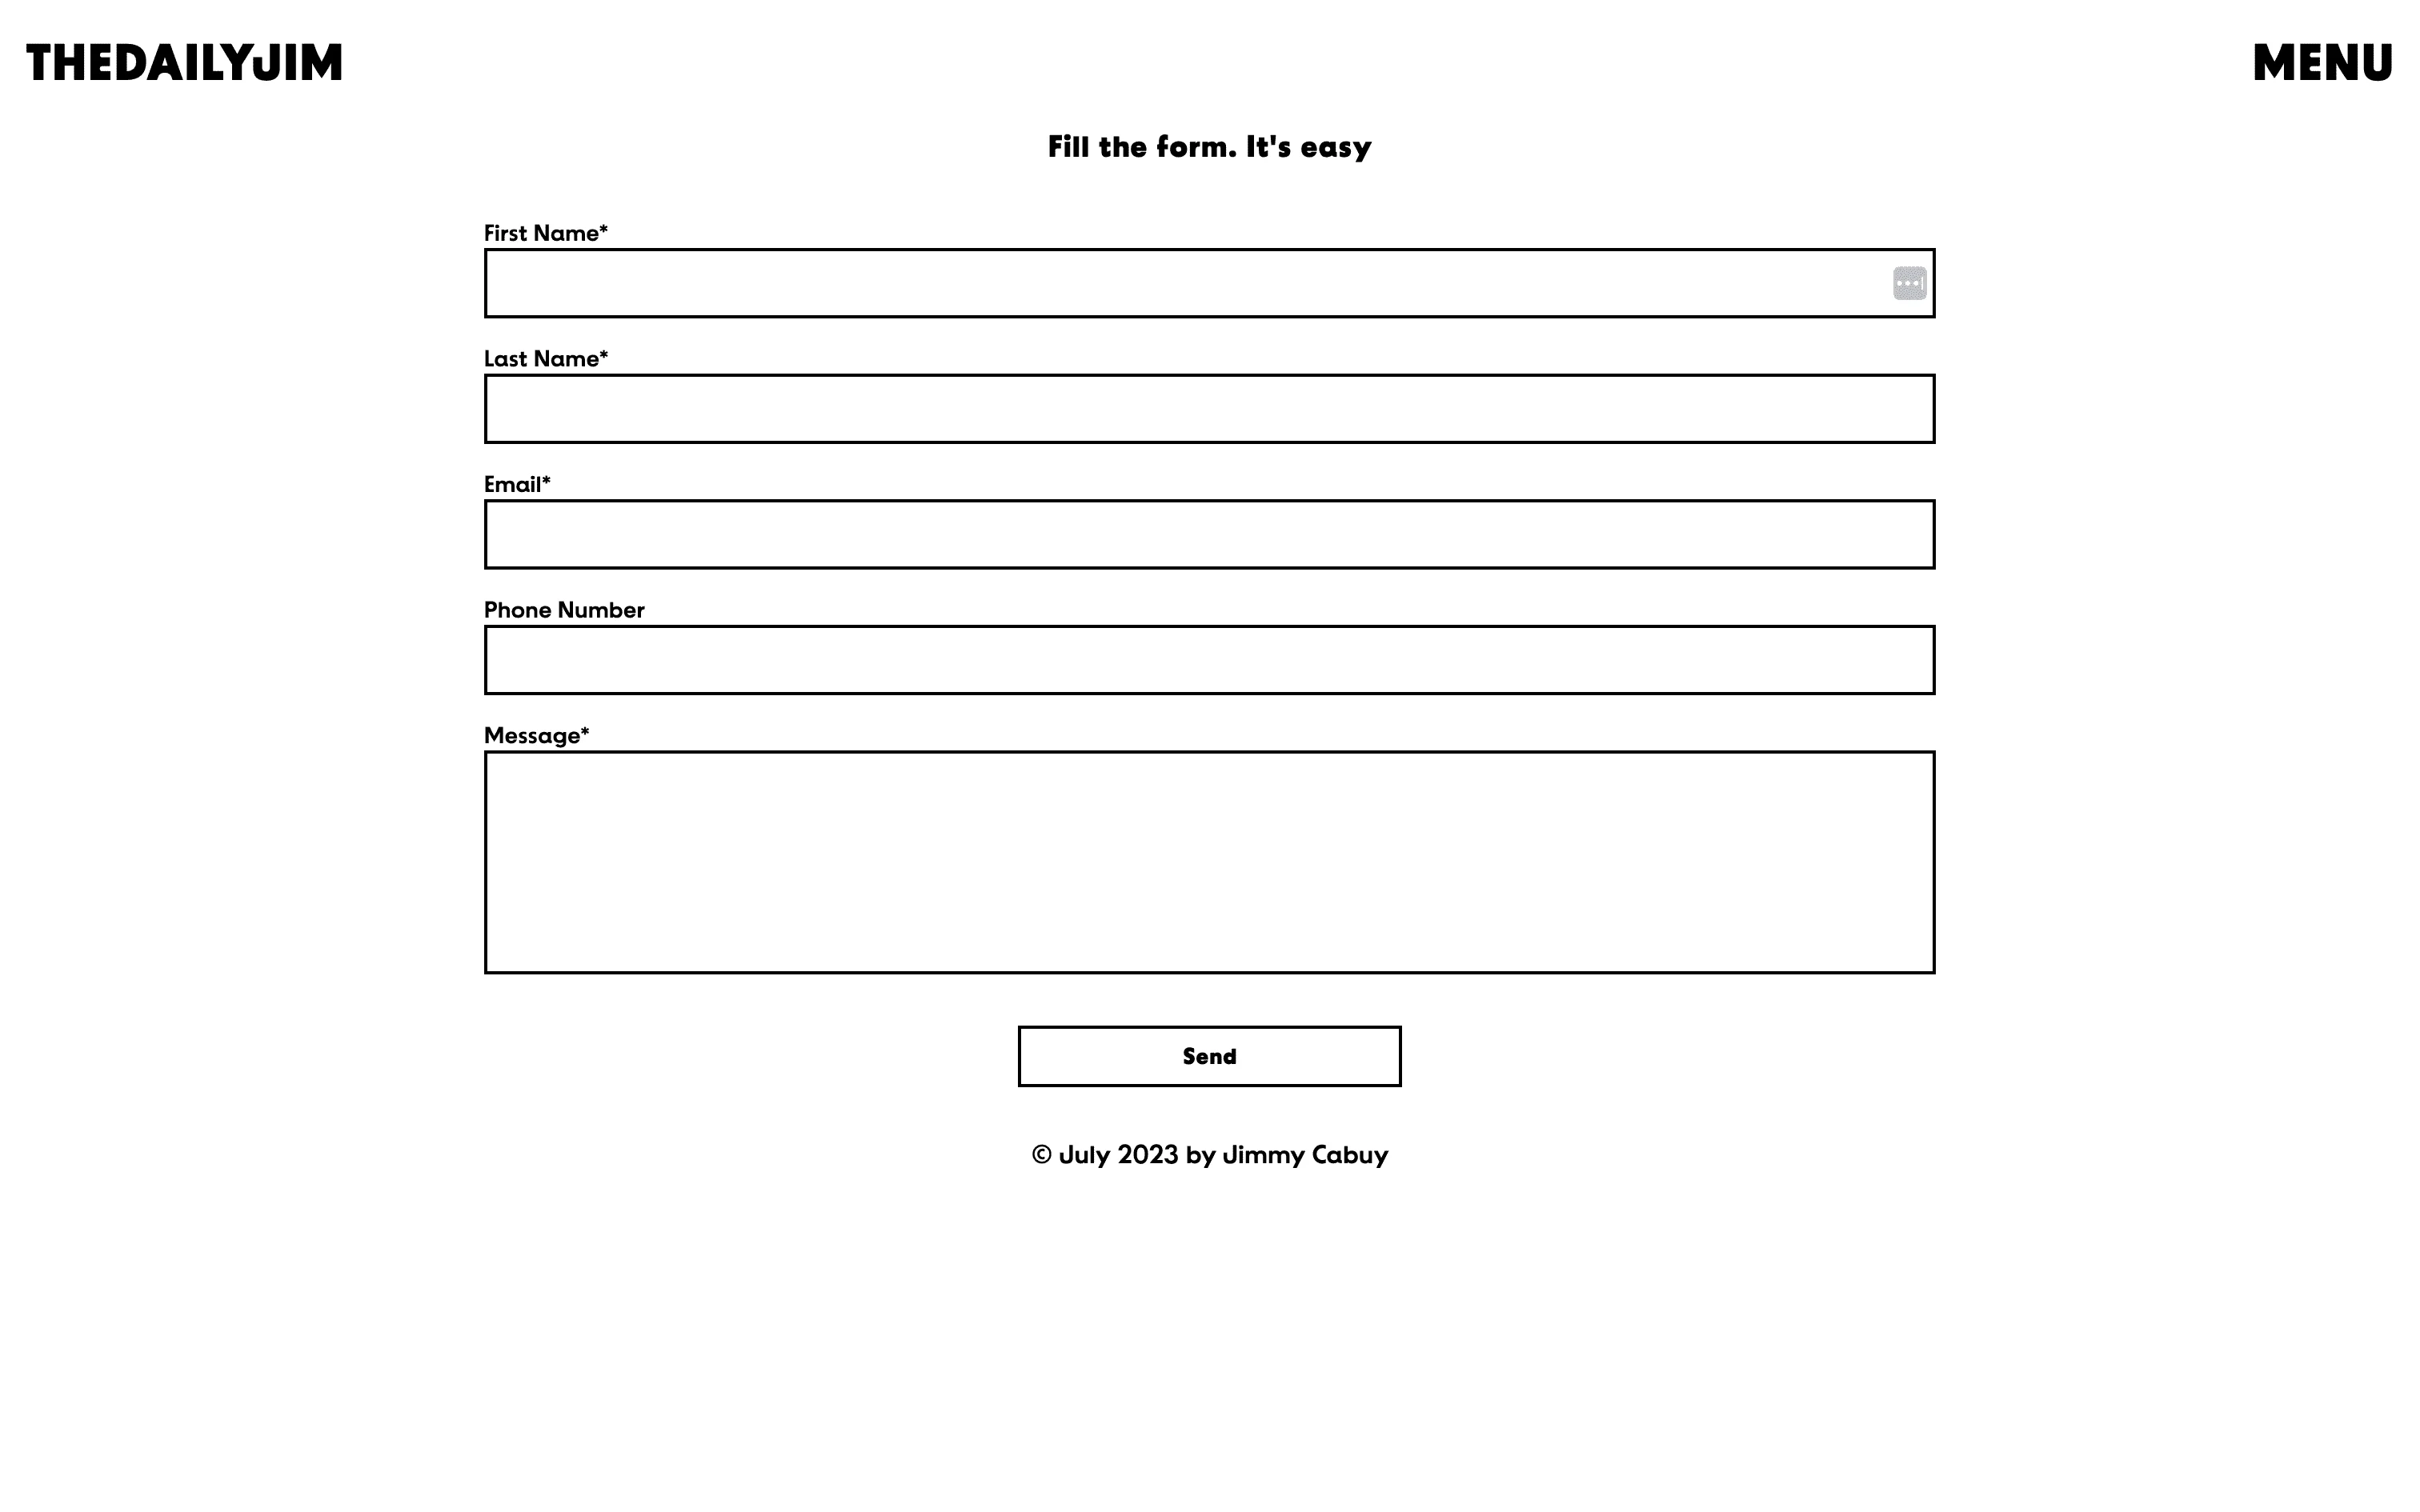 THEDAILYJIM
MENU
Fill the form. It's easy
First Name*
Last Name*
Email*
Phone Number
Message*
Send
© July 2023 by Jimmy Cabuy